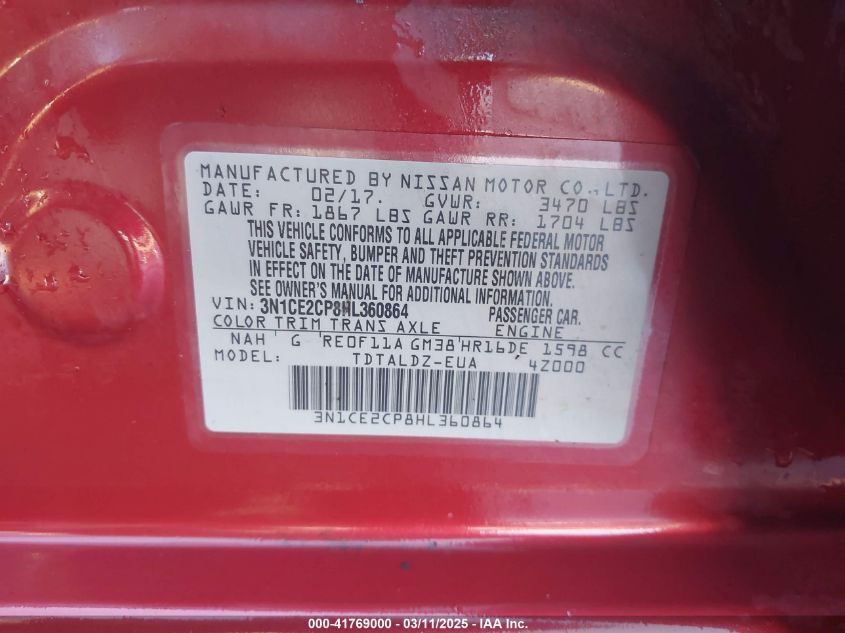 MANUFACTURED BY NISSAN MOTOR CO.,LTD.
DATE: 02/17. GVWR: 3470 LBS
GAWR FR: 1867 LBS GAWR RR: 1704 LBS
THIS VEHICLE CONFORMS TO ALL APPLICABLE FEDERAL MOTOR
VEHICLE SAFETY, BUMPER AND THEFT PREVENTION STANDARDS
IN EFFECT ON THE DATE OF MANUFACTURE SHOWN ABOVE.
SEE OWNER'S MANUAL FOR ADDITIONAL INFORMATION.
VIN: 3N1CE2CP8HL360864 PASSENGER CAR.
COLOR TRIM TRANS AXLE ENGINE
NAH G RE0F11A GM38 HR16DE 1598 CC
MODEL: TDTALDZ-EUA 4Z000
3N1CE2CP8HL360864
000-41769000 — 03/11/2025 - IAA Inc.